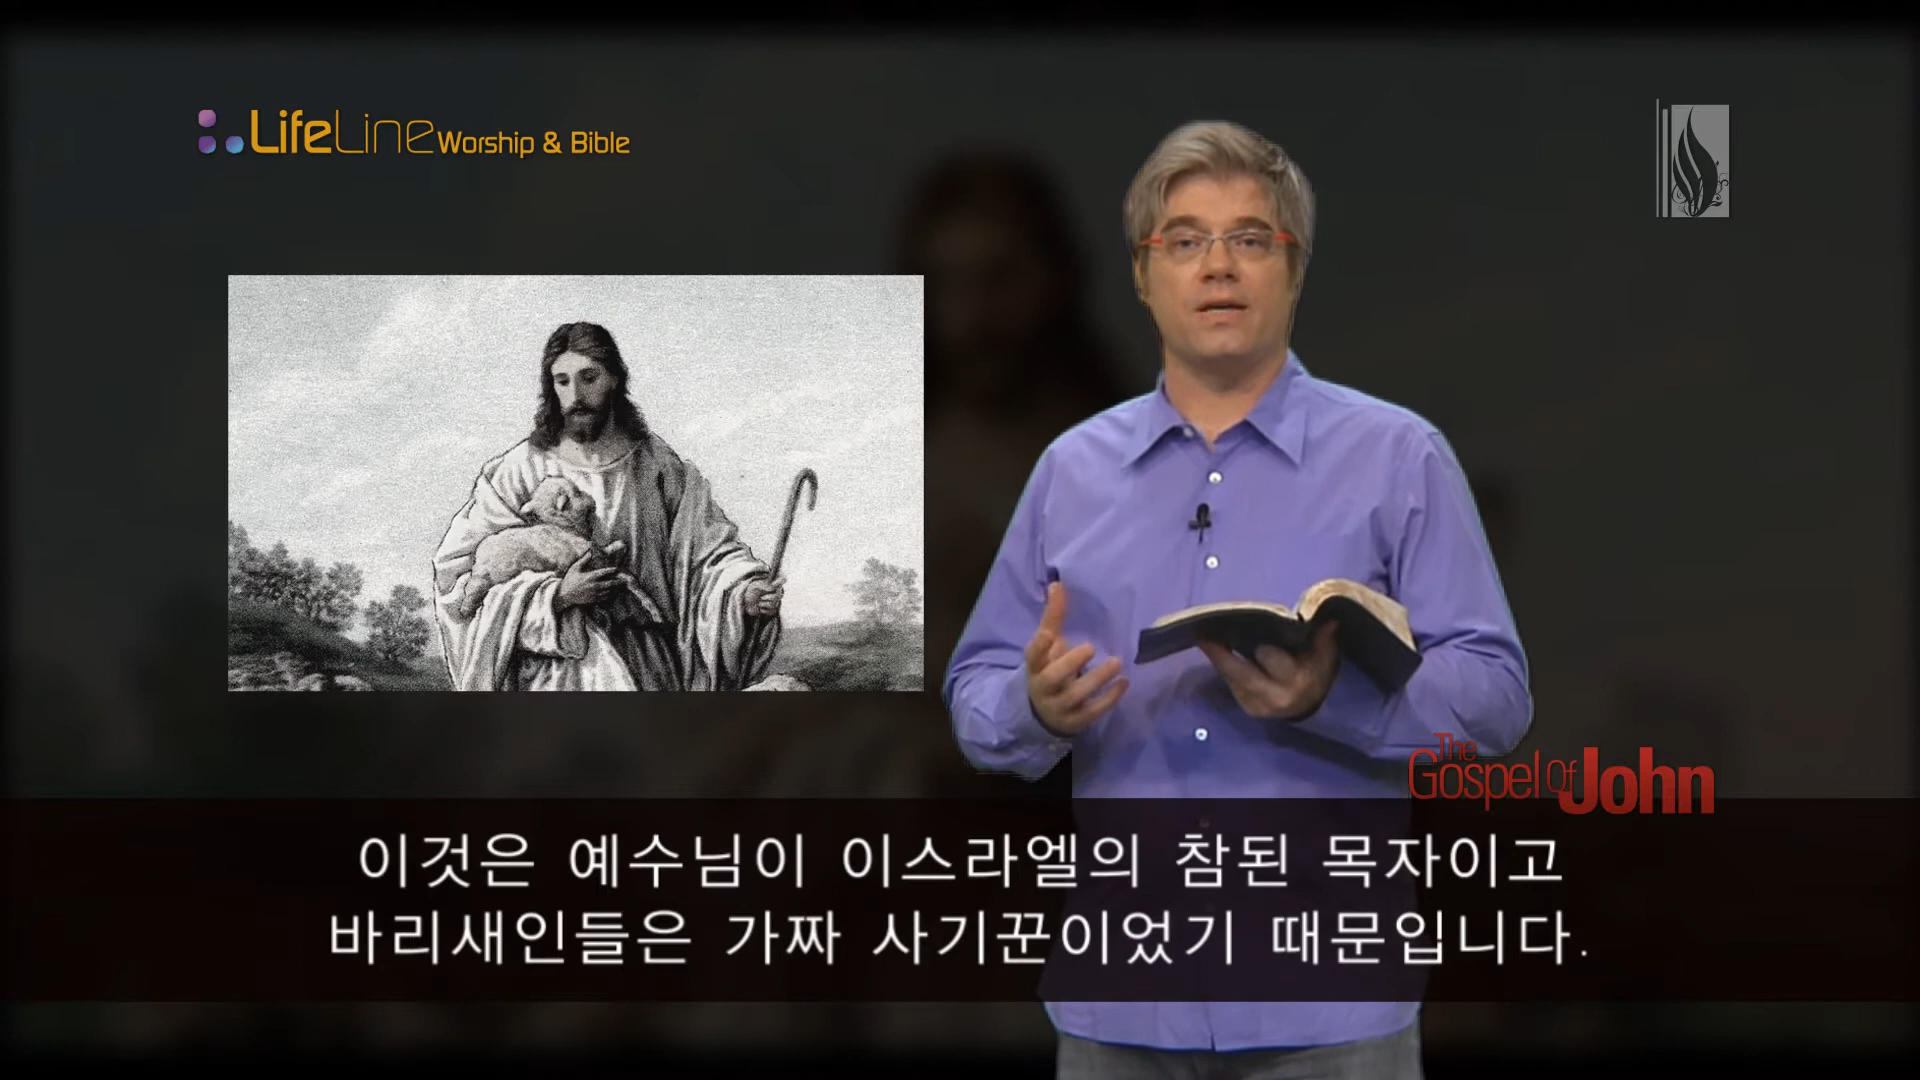 LifeLine Worship & Bible
The
Gospel Of John
이것은 예수님이 이스라엘의 참된 목자이고
바리새인들은 가짜 사기꾼이었기 때문입니다.